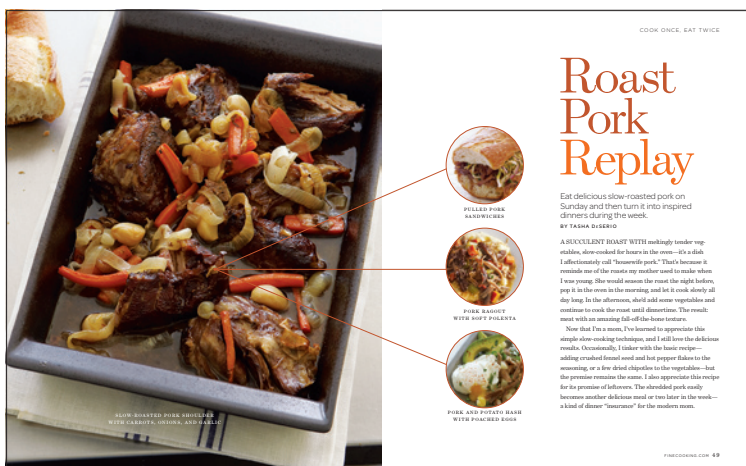 COOK ONCE, EAT TWICE
Roast
Pork
Replay
Eat delicious slow-roasted pork on
Sunday and then turn it into inspired
dinners during the week.
BY TASHA DeSERIO
A SUCCULENT ROAST WITH meltingly tender veg-
etables, slow-cooked for hours in the oven—it's a dish
I affectionately call "housewife pork." That's because it
reminds me of the roasts my mother used to make when
I was young. She would season the roast the night before,
pop it in the oven in the morning, and let it cook slowly all
day long. In the afternoon, she'd add some vegetables and
continue to cook the roast until dinnertime. The result:
meat with an amazing fall-off-the-bone texture.
Now that I'm a mom, I've learned to appreciate this
simple slow-cooking technique, and I still love the delicious
results. Occasionally, I tinker with the basic recipe—
adding crushed fennel seed and hot pepper flakes to the
seasoning, or a few dried chipotles to the vegetables—but
the premise remains the same. I also appreciate this recipe
for its promise of leftovers. The shredded pork easily
becomes another delicious meal or two later in the week—
a kind of dinner "insurance" for the modern mom.
PULLED PORK
SANDWICHES
PORK RAGOUT
WITH SOFT POLENTA
PORK AND POTATO HASH
WITH POACHED EGGS
SLOW-ROASTED PORK SHOULDER
WITH CARROTS, ONIONS, AND GARLIC
FINECOOKING.COM 49